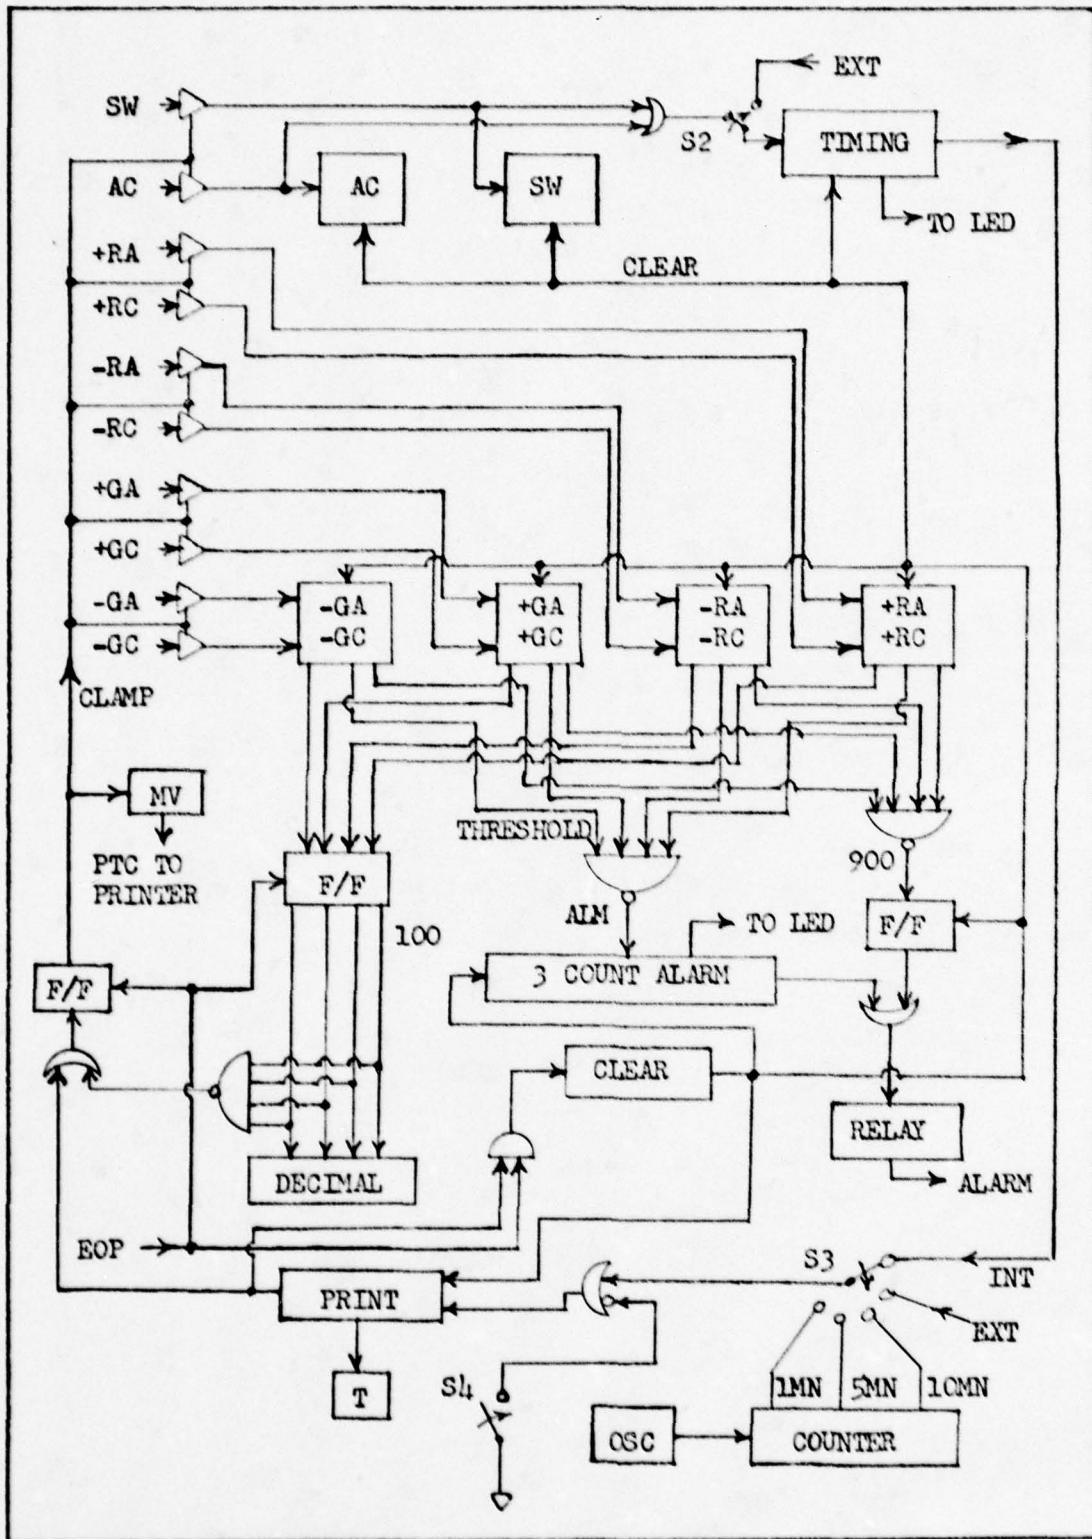 EXT
SW
S2
TIMING
AC
AC
SW
TO LED
+RA
CLEAR
+RC
-RA
-RC
+GA
+GC
-GA
-GC
-GA
-GC
+GA
+GC
-RA
-RC
+RA
+RC
CLAMP
MV
THRESHOLD
PTC TO
PRINTER
F/F
900
ALM
100
TO LED
F/F
F/F
3 COUNT ALARM
CLEAR
RELAY
DECIMAL
ALARM
EOP
S3
INT
PRINT
EXT
T
S4
1MN
5MN
10MN
OSC
COUNTER